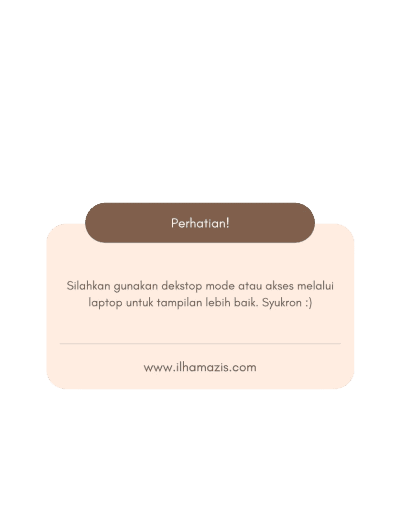 Perhatian!
Silahkan gunakan dekstop mode atau akses melalui
laptop untuk tampilan lebih baik. Syukron :)
www.ilhamazis.com